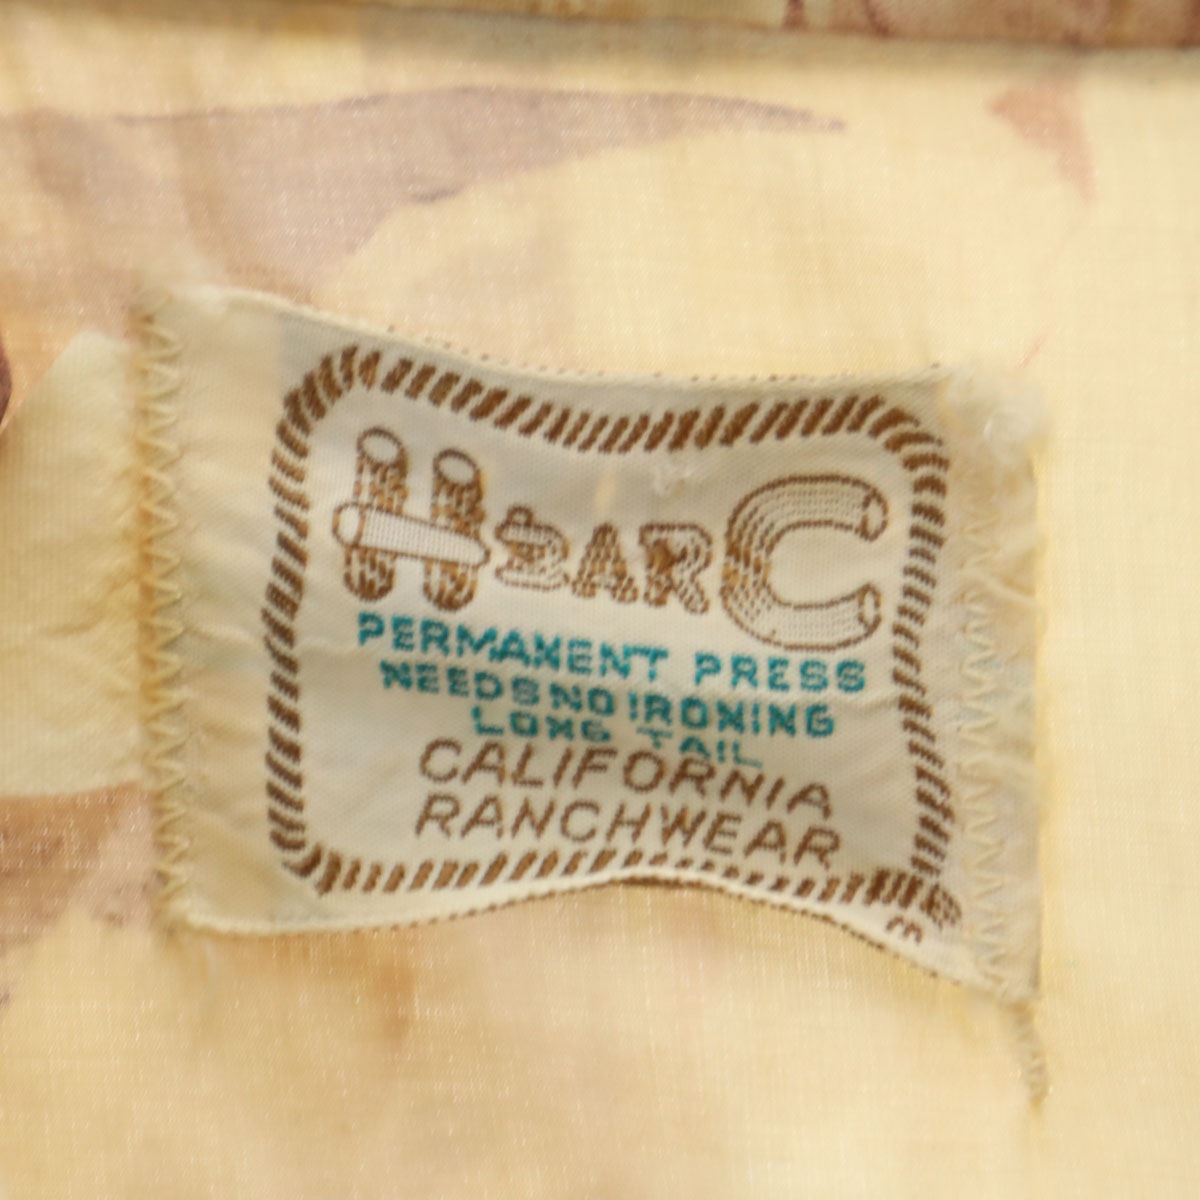 H BAR C
PERMANENT PRESS
NEEDS NO IRONING
LONG TAIL
CALIFORNIA
RANCHWEAR